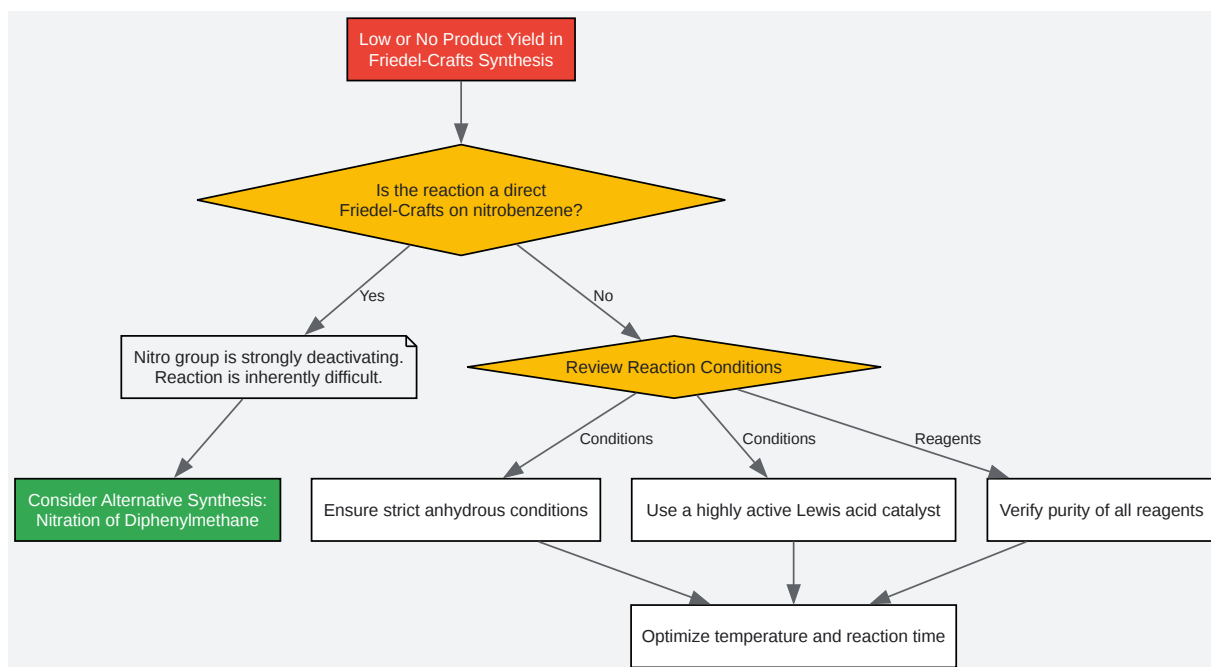 Low or No Product Yield in
Friedel-Crafts Synthesis
Is the reaction a direct
Friedel-Crafts on nitrobenzene?
Yes
No
Nitro group is strongly deactivating.
Reaction is inherently difficult.
Review Reaction Conditions
Conditions
Conditions
Reagents
Consider Alternative Synthesis:
Nitration of Diphenylmethane
Ensure strict anhydrous conditions
Use a highly active Lewis acid catalyst
Verify purity of all reagents
Optimize temperature and reaction time